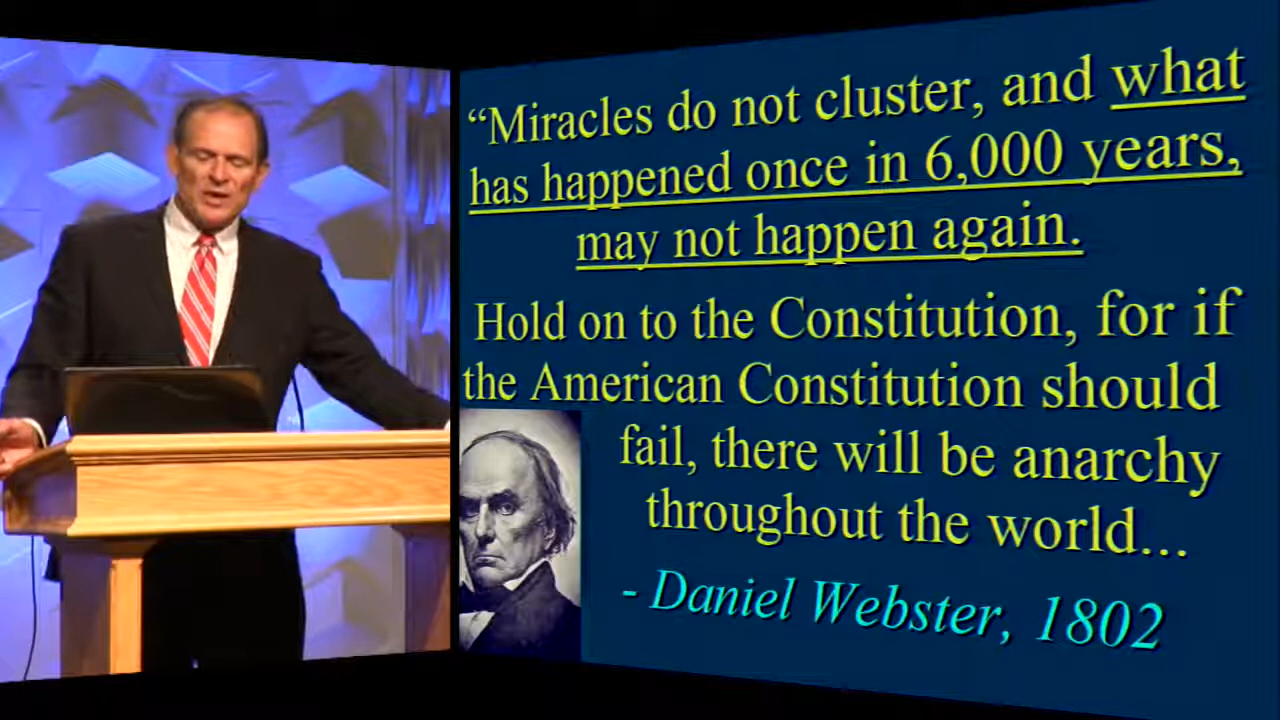 “Miracles do not cluster, and what
has happened once in 6,000 years,
may not happen again.
Hold on to the Constitution, for if
the American Constitution should
fail, there will be anarchy
throughout the world...
- Daniel Webster, 1802